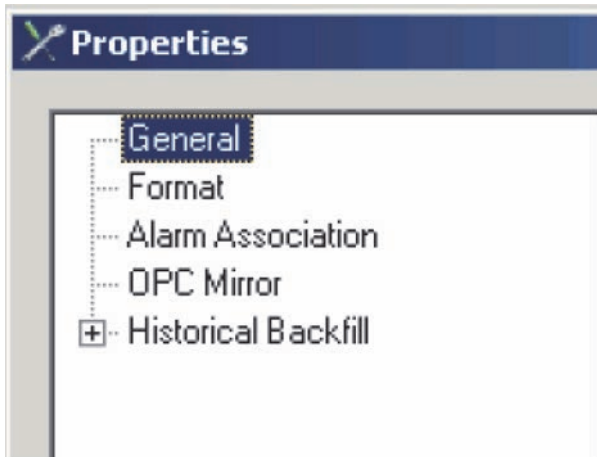 Properties
General
Format
Alarm Association
OPC Mirror
Historical Backfill